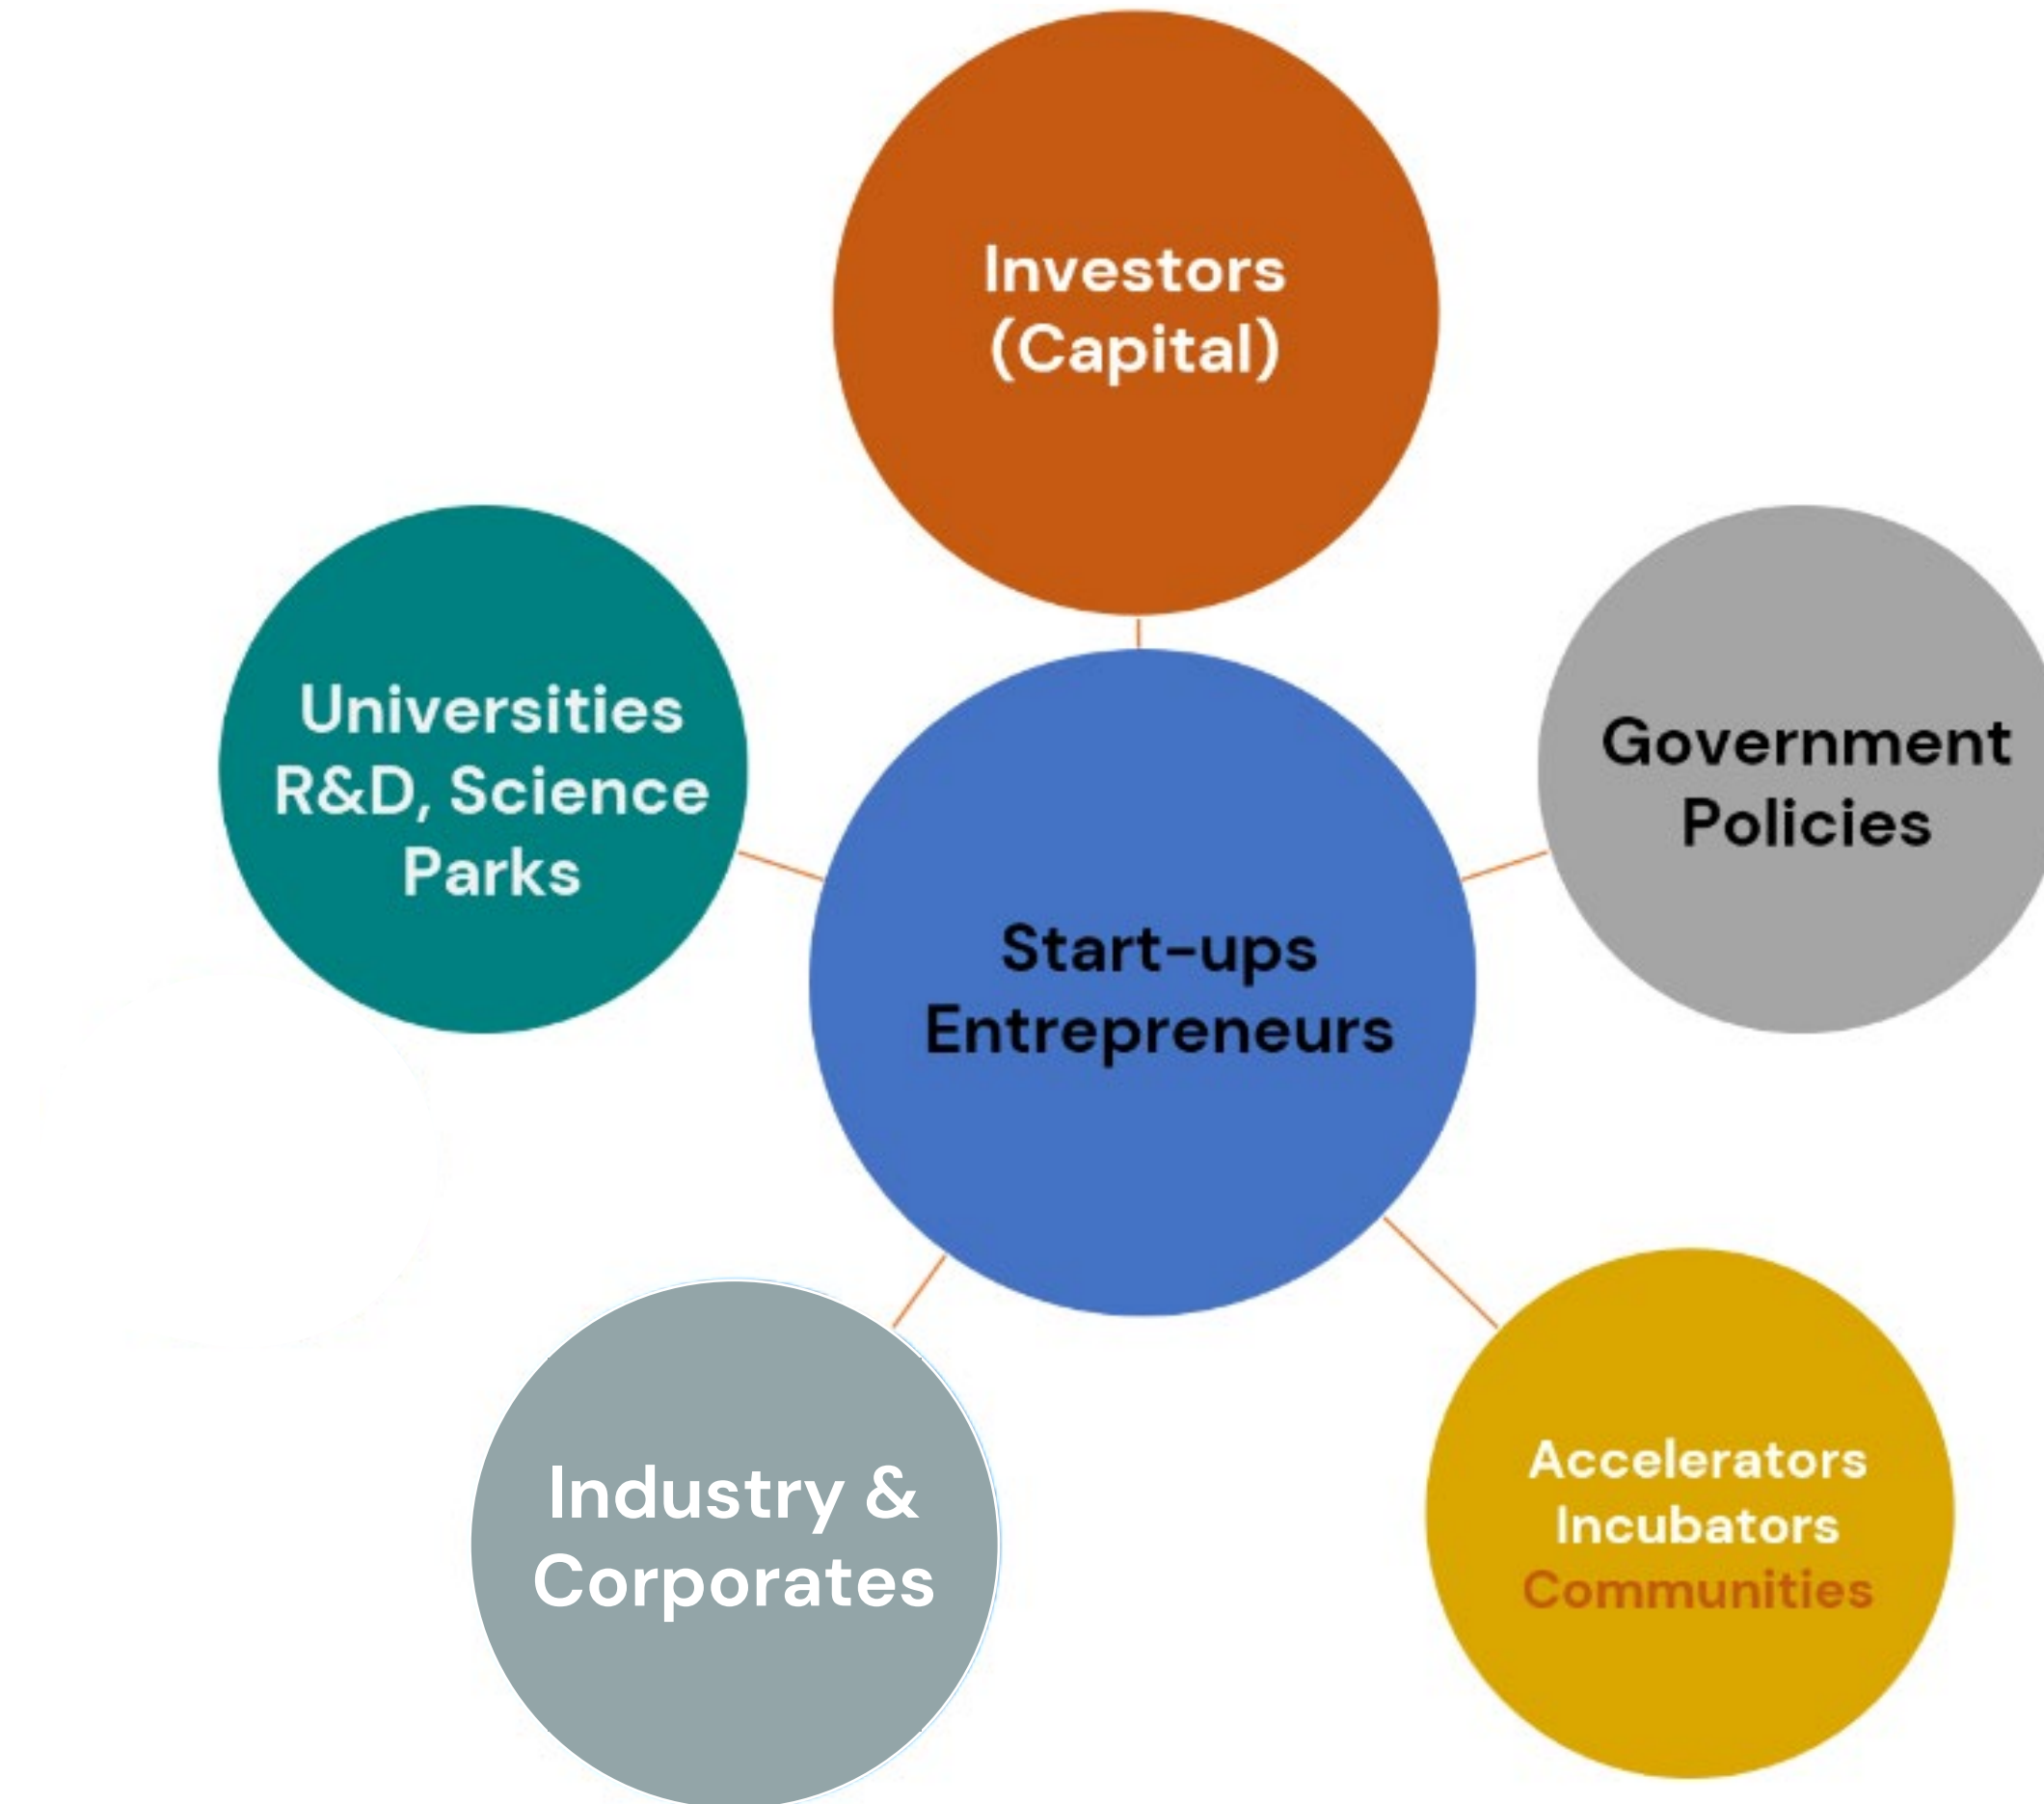 Investors
(Capital)
Universities
R&D, Science
Parks
Government
Policies
Start-ups
Entrepreneurs
Industry &
Corporates
Accelerators
Incubators
Communities